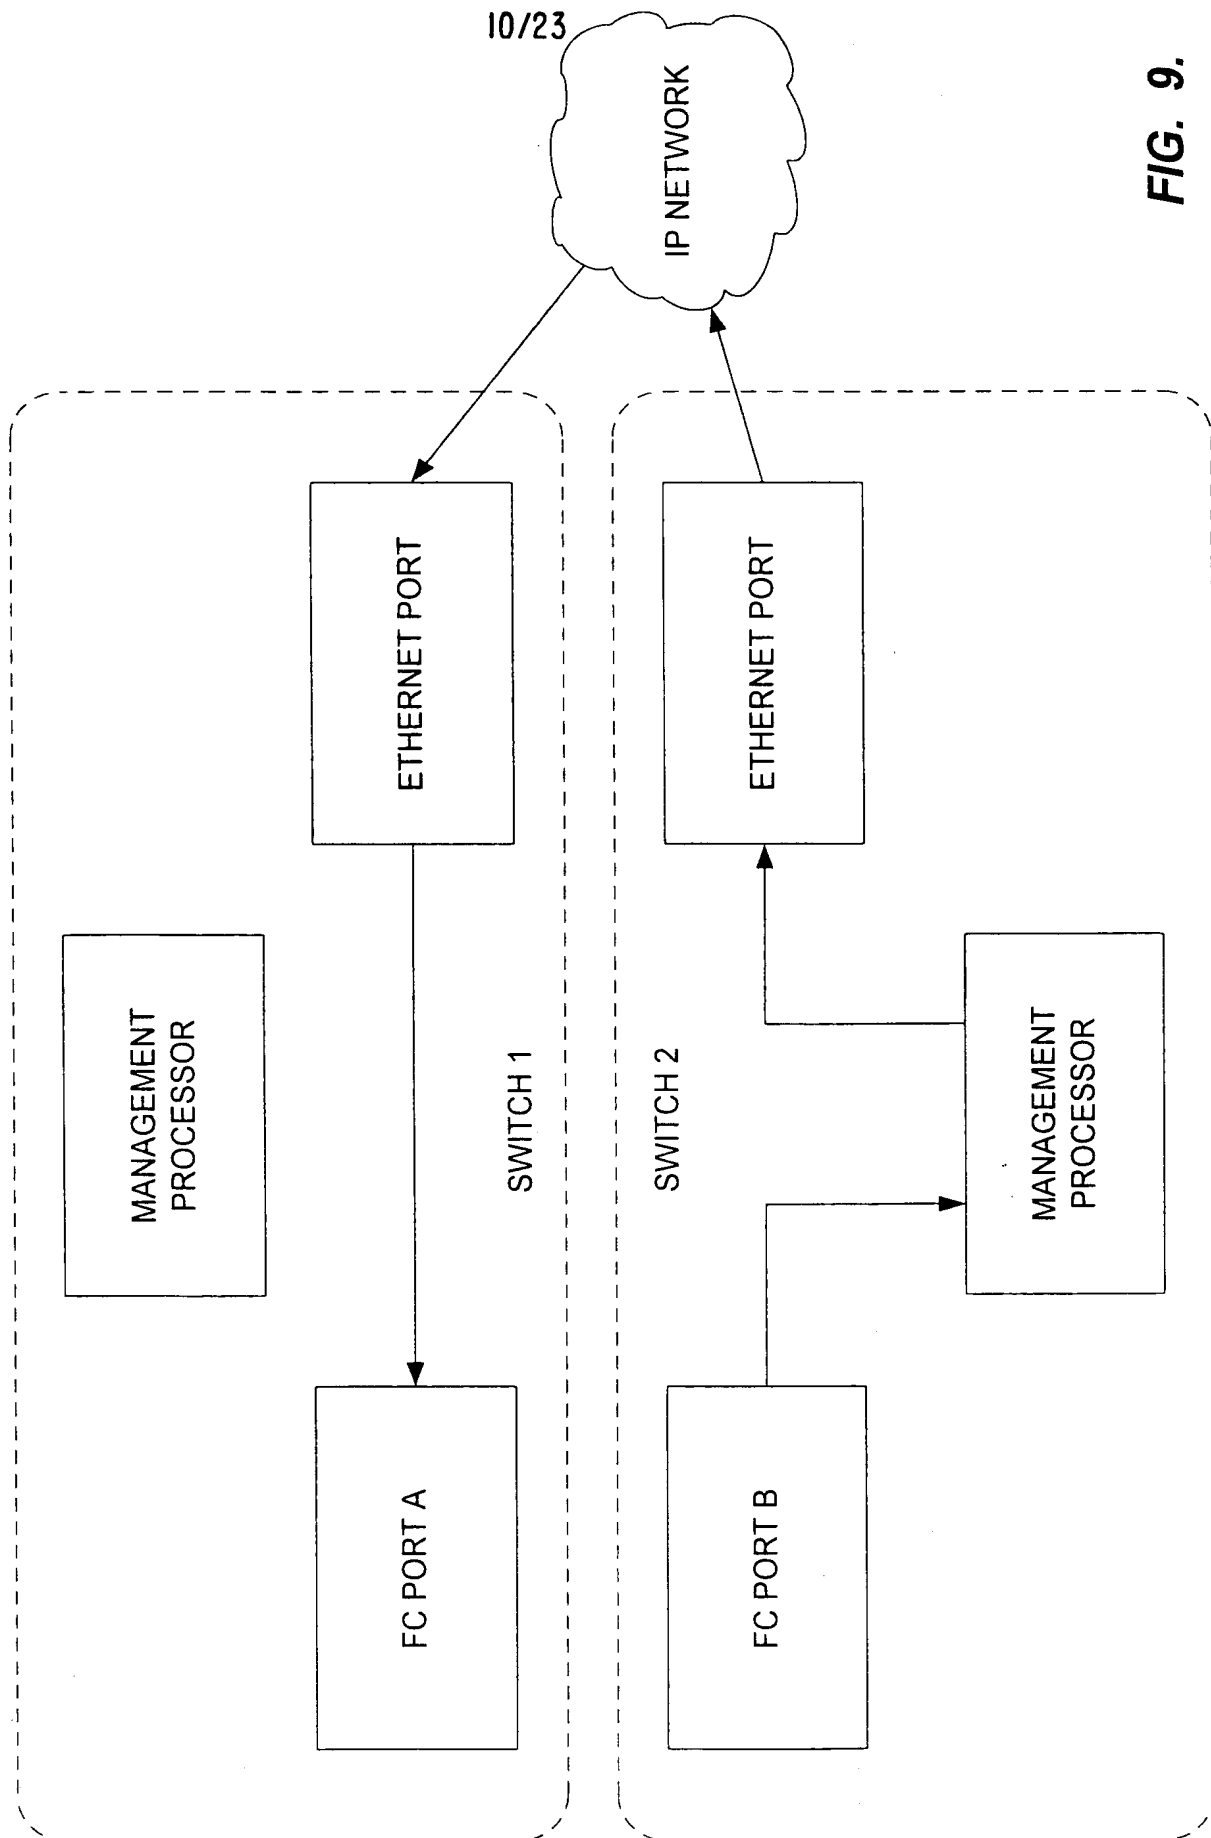 10/23
MANAGEMENT
PROCESSOR
FC PORT A
ETHERNET PORT
SWITCH 1
IP NETWORK
SWITCH 2
FC PORT B
ETHERNET PORT
MANAGEMENT
PROCESSOR
FIG. 9.